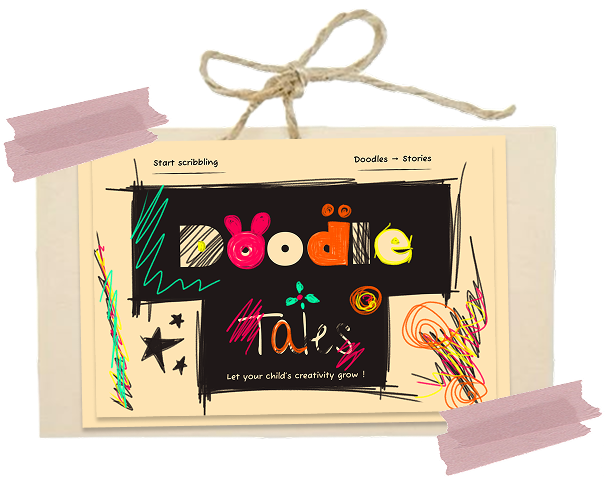 Start scribbling
Doodles → Stories
Doodle
Tales
Let your child's creativity grow !